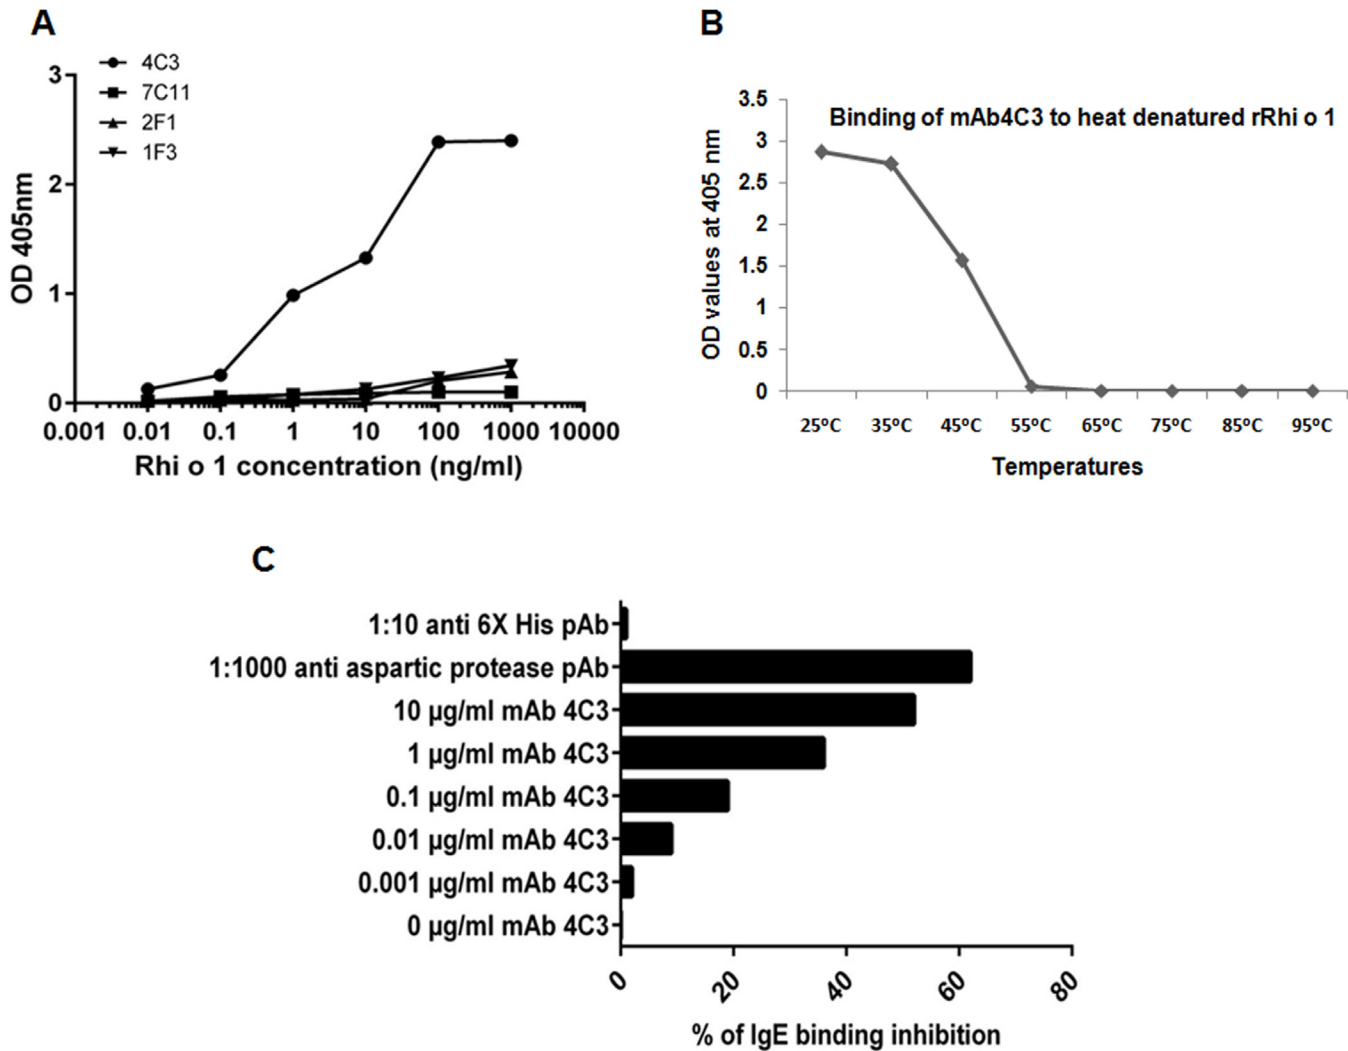 A
4C3
7C11
2F1
1F3
3
2
1
0
OD 405nm
0.001 0.01 0.1 1 10 100 1000 10000
Rhi o 1 concentration (ng/ml)
B
Binding of mAb4C3 to heat denatured rRhi o 1
3.5
3
2.5
2
1.5
1
0.5
0
OD values at 405 nm
25ºC 35ºC 45ºC 55ºC 65ºC 75ºC 85ºC 95ºC
Temperatures
C
1:10 anti 6X His pAb
1:1000 anti aspartic protease pAb
10 µg/ml mAb 4C3
1 µg/ml mAb 4C3
0.1 µg/ml mAb 4C3
0.01 µg/ml mAb 4C3
0.001 µg/ml mAb 4C3
0 µg/ml mAb 4C3
0 20 40 60 80
% of IgE binding inhibition